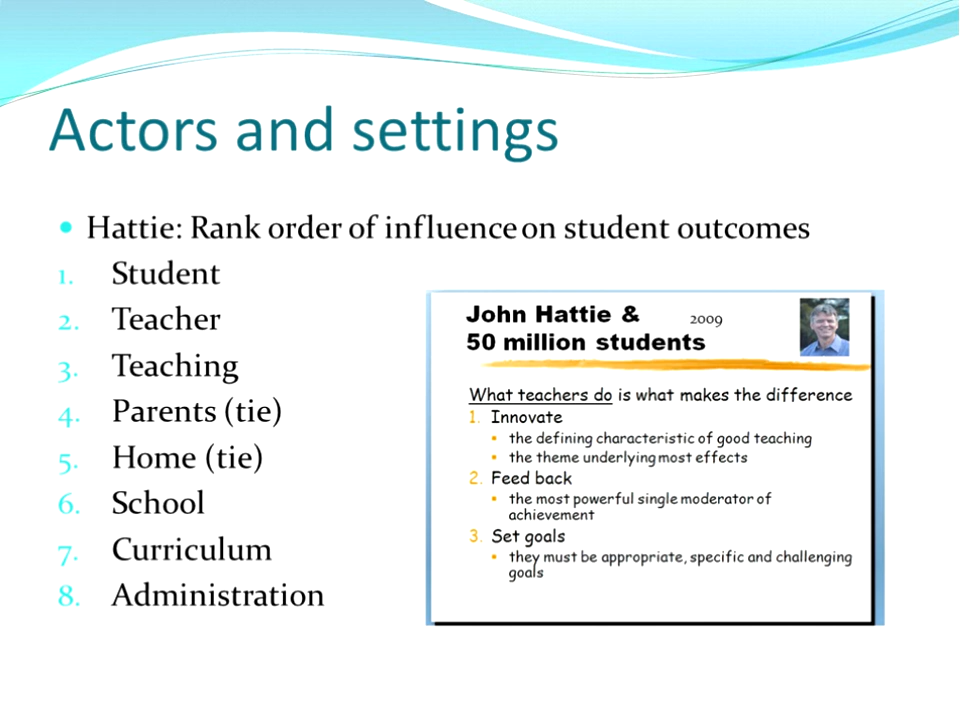 Actors and settings
• Hattie: Rank order of influence on student outcomes
1. Student
2. Teacher
3. Teaching
4. Parents (tie)
5. Home (tie)
6. School
7. Curriculum
8. Administration
John Hattie & 2009
50 million students
What teachers do is what makes the difference
1. Innovate
• the defining characteristic of good teaching
• the theme underlying most effects
2. Feed back
• the most powerful single moderator of
achievement
3. Set goals
• they must be appropriate, specific and challenging
goals